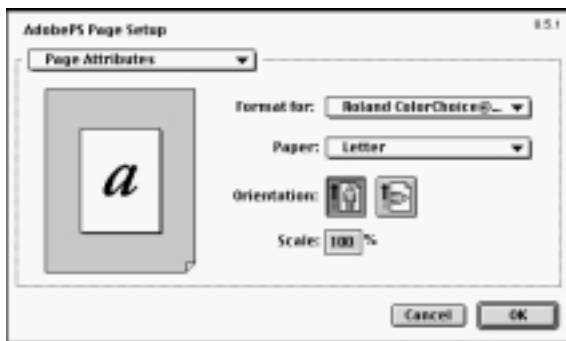 AdobePS Page Setup
8.5.1
Page Attributes
a
Format for: Roland ColorChoice®...
Paper: Letter
Orientation:
Scale: 100 %
Cancel
OK